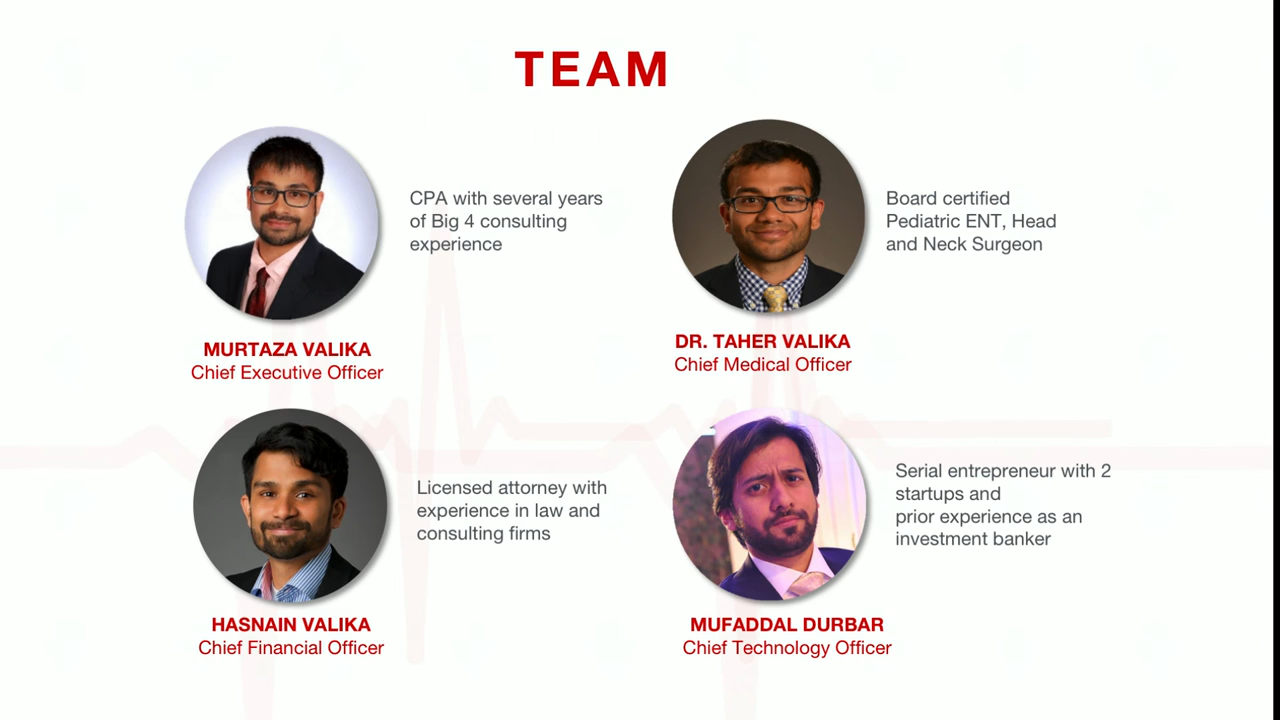 TEAM
CPA with several years
of Big 4 consulting
experience
MURTAZA VALIKA
Chief Executive Officer
Board certified
Pediatric ENT, Head
and Neck Surgeon
DR. TAHER VALIKA
Chief Medical Officer
Licensed attorney with
experience in law and
consulting firms
HASNAIN VALIKA
Chief Financial Officer
Serial entrepreneur with 2
startups and
prior experience as an
investment banker
MUFADDAL DURBAR
Chief Technology Officer